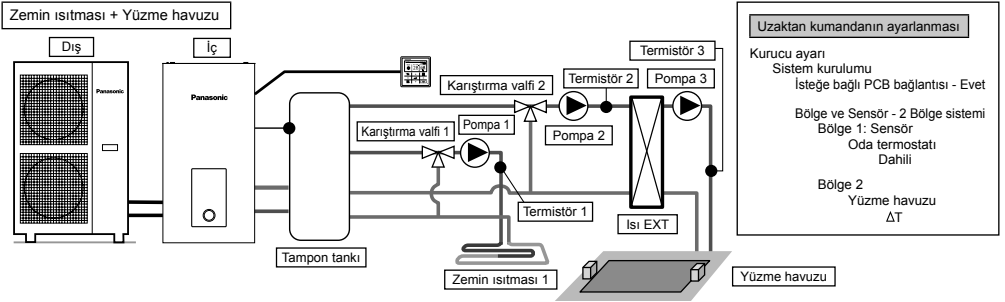 Zemin ısıtması + Yüzme havuzu
Dış
İç
Panasonic
Panasonic
Tampon tankı
Karıştırma valfi 1
Pompa 1
Termistör 1
Zemin ısıtması 1
Karıştırma valfi 2
Termistör 2
Pompa 2
Pompa 3
Termistör 3
Isı EXT
Yüzme havuzu
Uzaktan kumandanın ayarlanması
Kurucu ayarı
Sistem kurulumu
İsteğe bağlı PCB bağlantısı - Evet
Bölge ve Sensör - 2 Bölge sistemi
Bölge 1: Sensör
Oda termostatı
Dahili
Bölge 2
Yüzme havuzu
ΔT